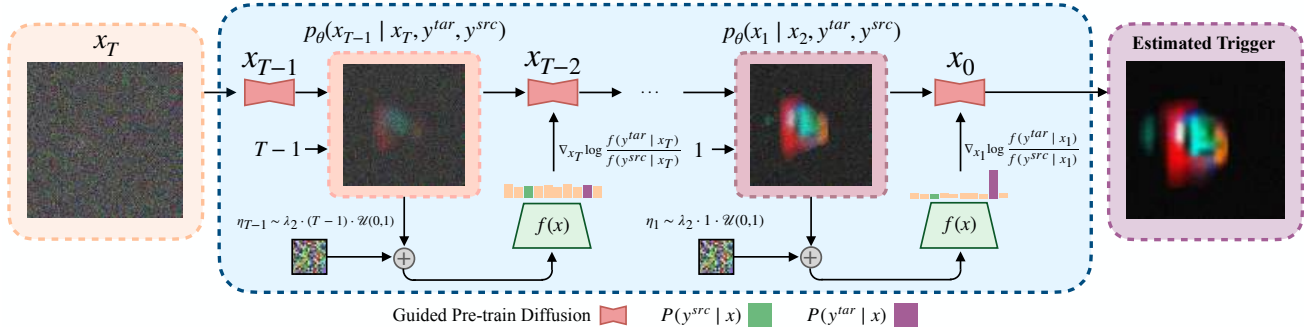 x_T
x_{T−1}
p_θ(x_{T−1} | x_T, y^{tar}, y^{src})
x_{T−2}
...
p_θ(x_1 | x_2, y^{tar}, y^{src})
x_0
Estimated Trigger
T − 1
∇_{x_T} log f(y^{tar} | x_T) / f(y^{src} | x_T)
1
∇_{x_1} log f(y^{tar} | x_1) / f(y^{src} | x_1)
η_{T−1} ~ λ_2 · (T − 1) · 𝒰(0,1)
f(x)
η_1 ~ λ_2 · 1 · 𝒰(0,1)
f(x)
Guided Pre-train Diffusion
P(y^{src} | x)
P(y^{tar} | x)